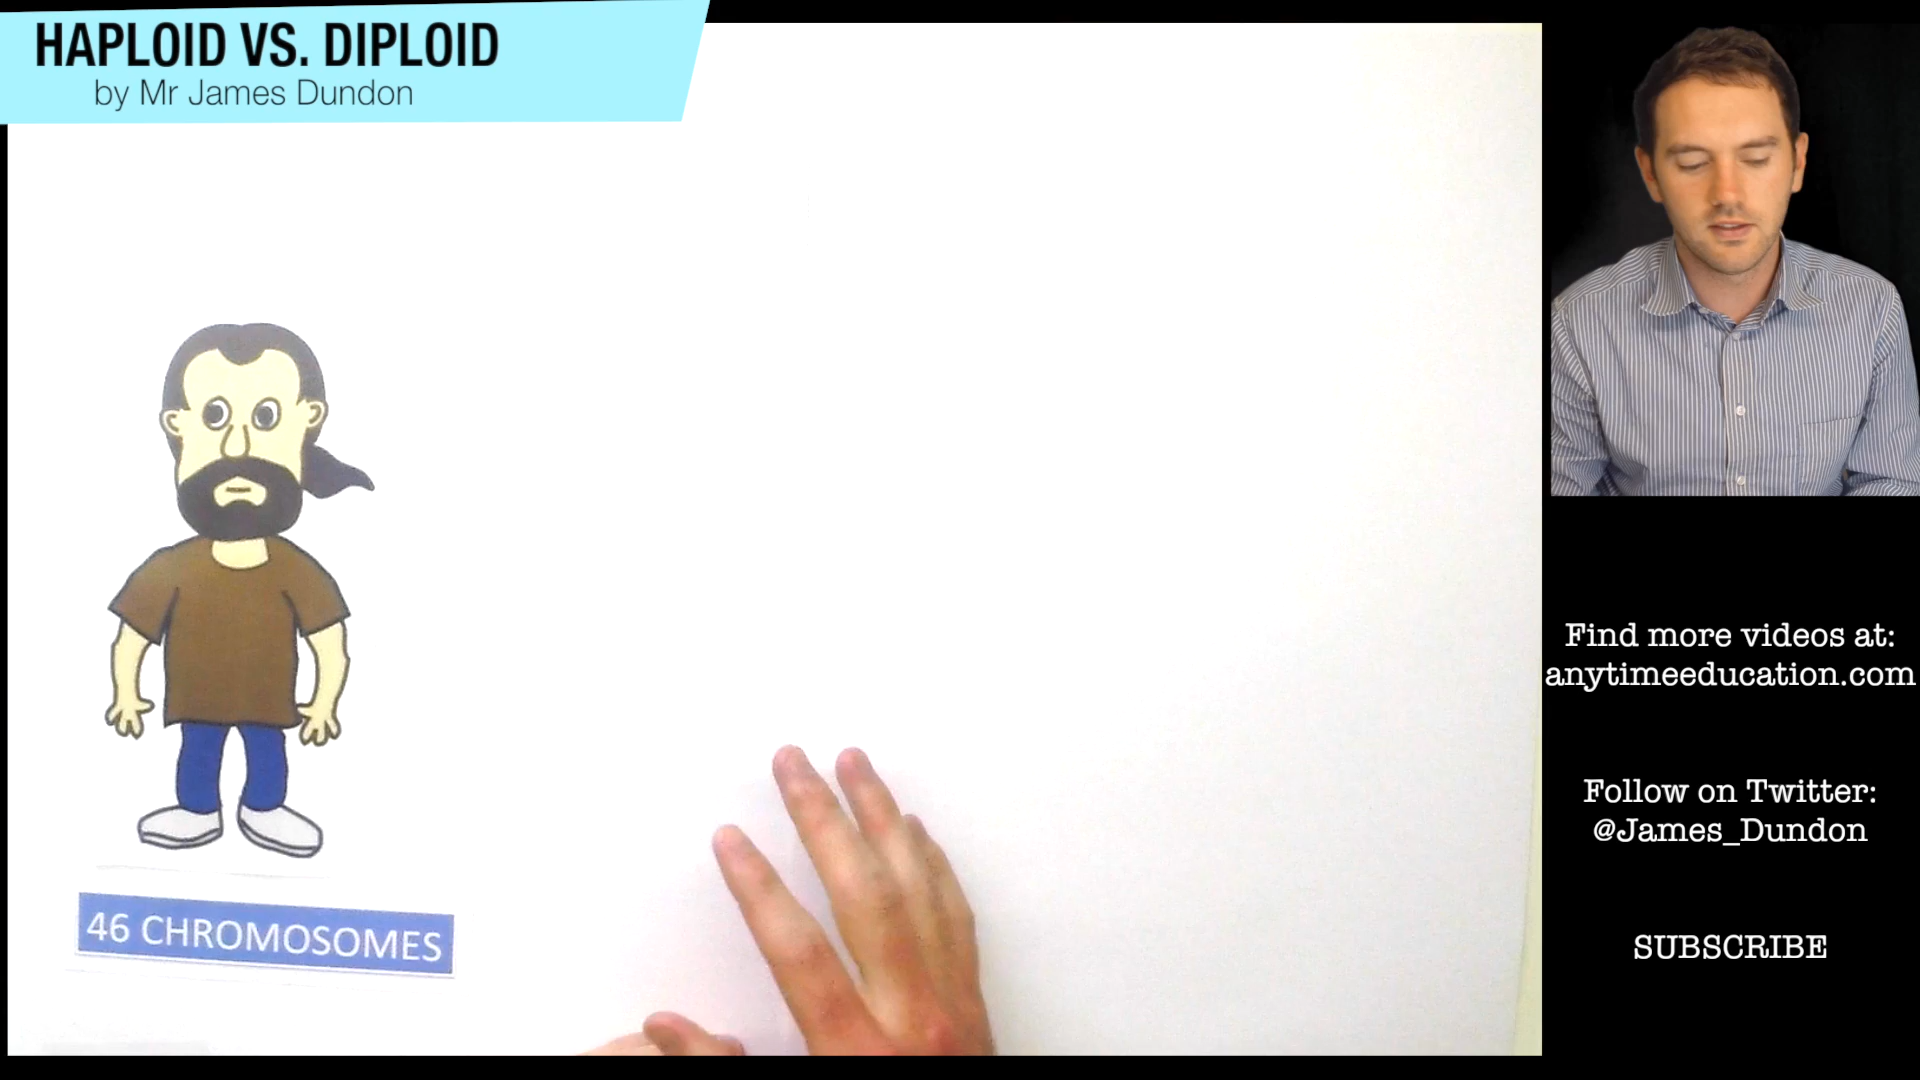 HAPLOID VS. DIPLOID
by Mr James Dundon
46 CHROMOSOMES
Find more videos at:
anytimeeducation.com
Follow on Twitter:
@James_Dundon
SUBSCRIBE